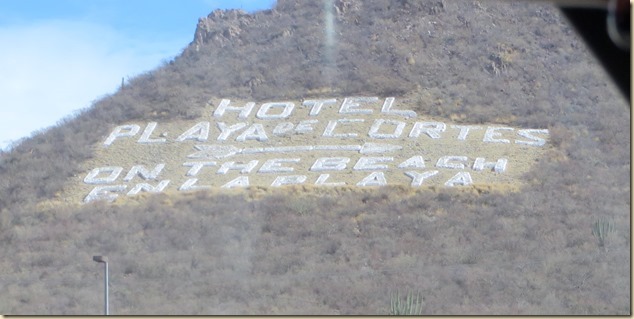 HOTEL
PLAYA DE CORTES
ON THE BEACH
EN LA PLAYA